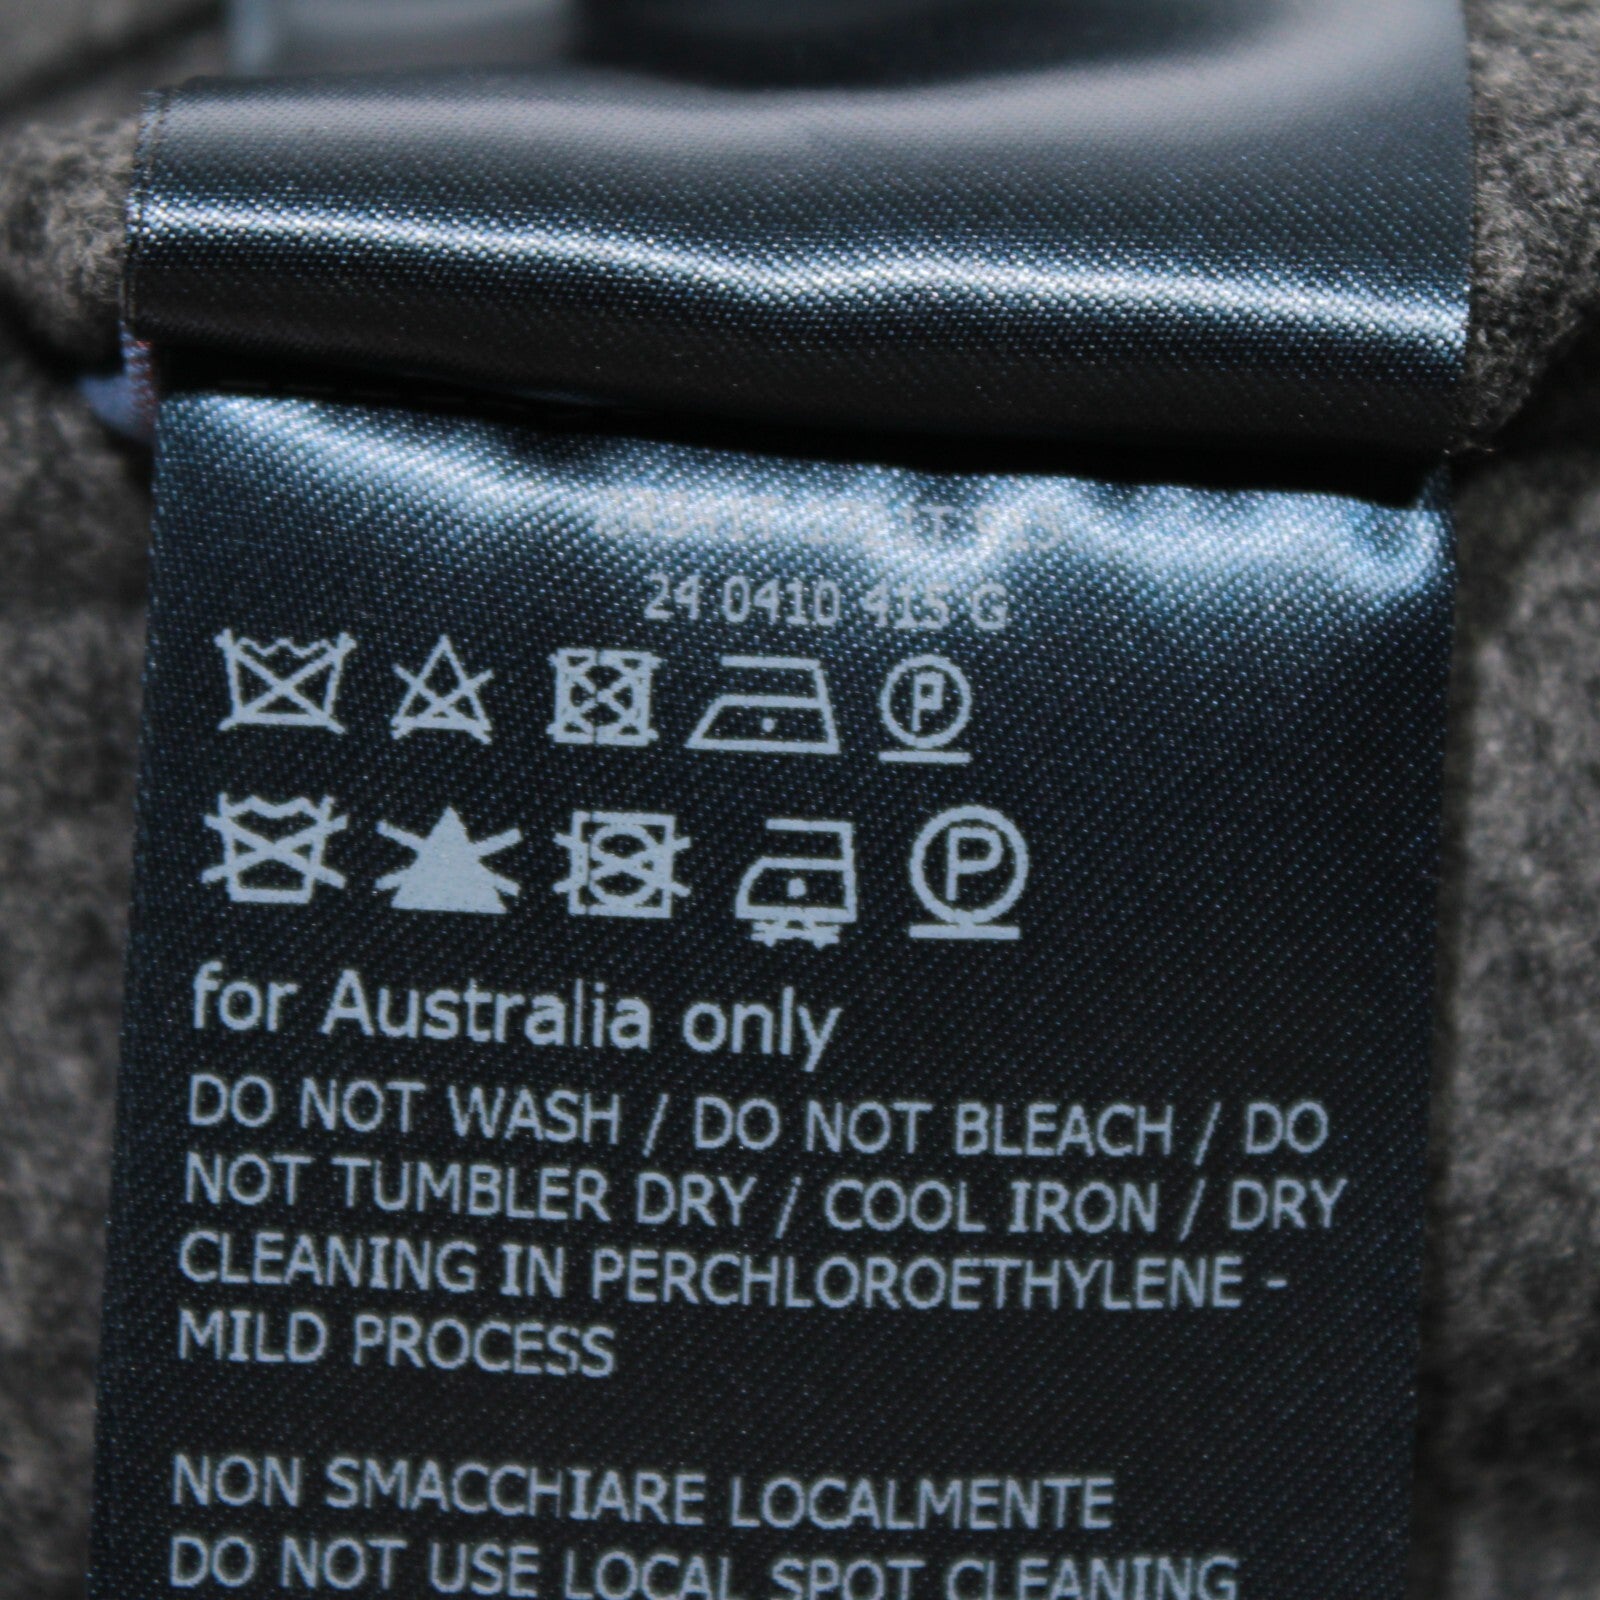 24 0410 415 G
P
P
for Australia only
DO NOT WASH / DO NOT BLEACH / DO
NOT TUMBLER DRY / COOL IRON / DRY
CLEANING IN PERCHLOROETHYLENE -
MILD PROCESS
NON SMACCHIARE LOCALMENTE
DO NOT USE LOCAL SPOT CLEANING